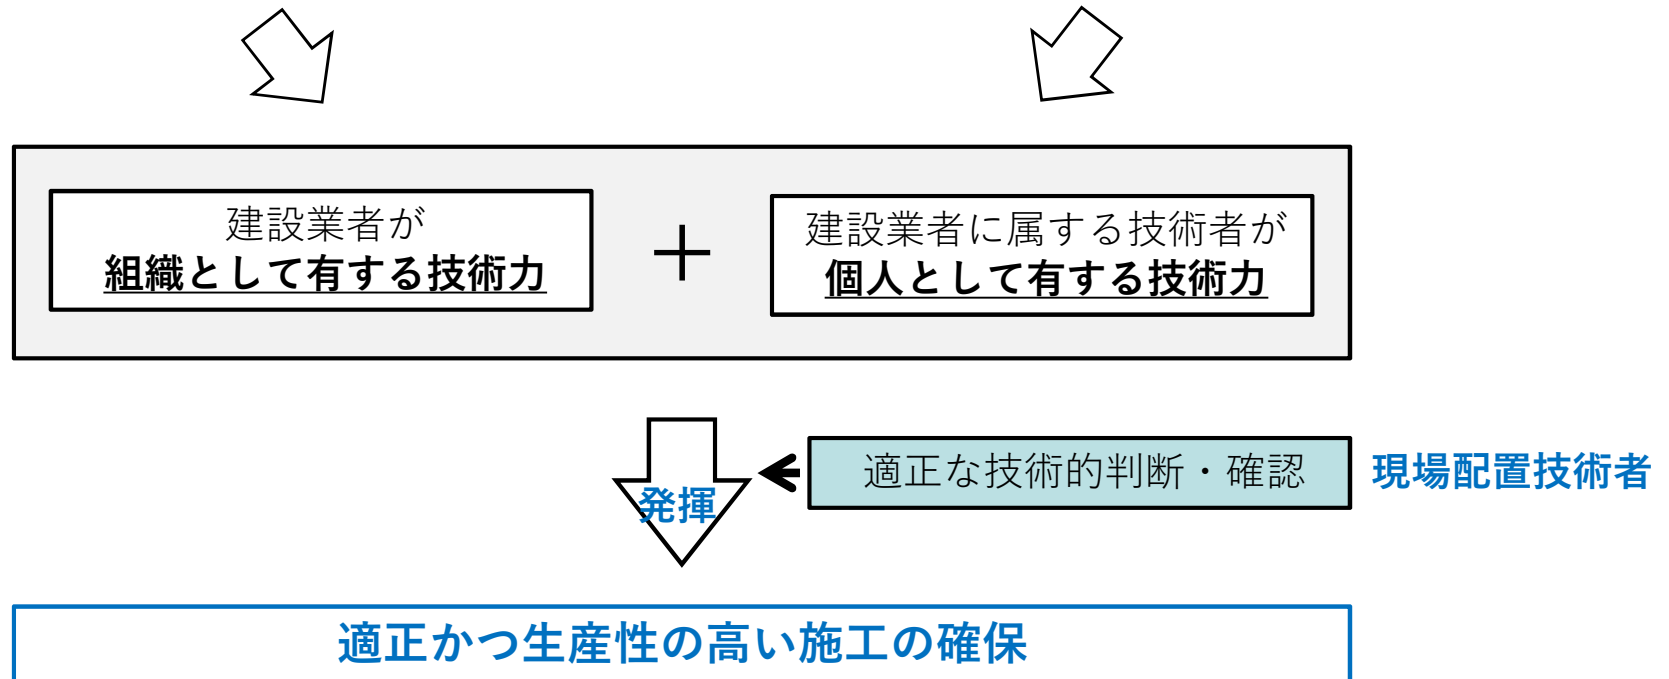 建設業者が
組織として有する技術力
＋
建設業者に属する技術者が
個人として有する技術力
発揮
適正な技術的判断・確認
現場配置技術者
適正かつ生産性の高い施工の確保